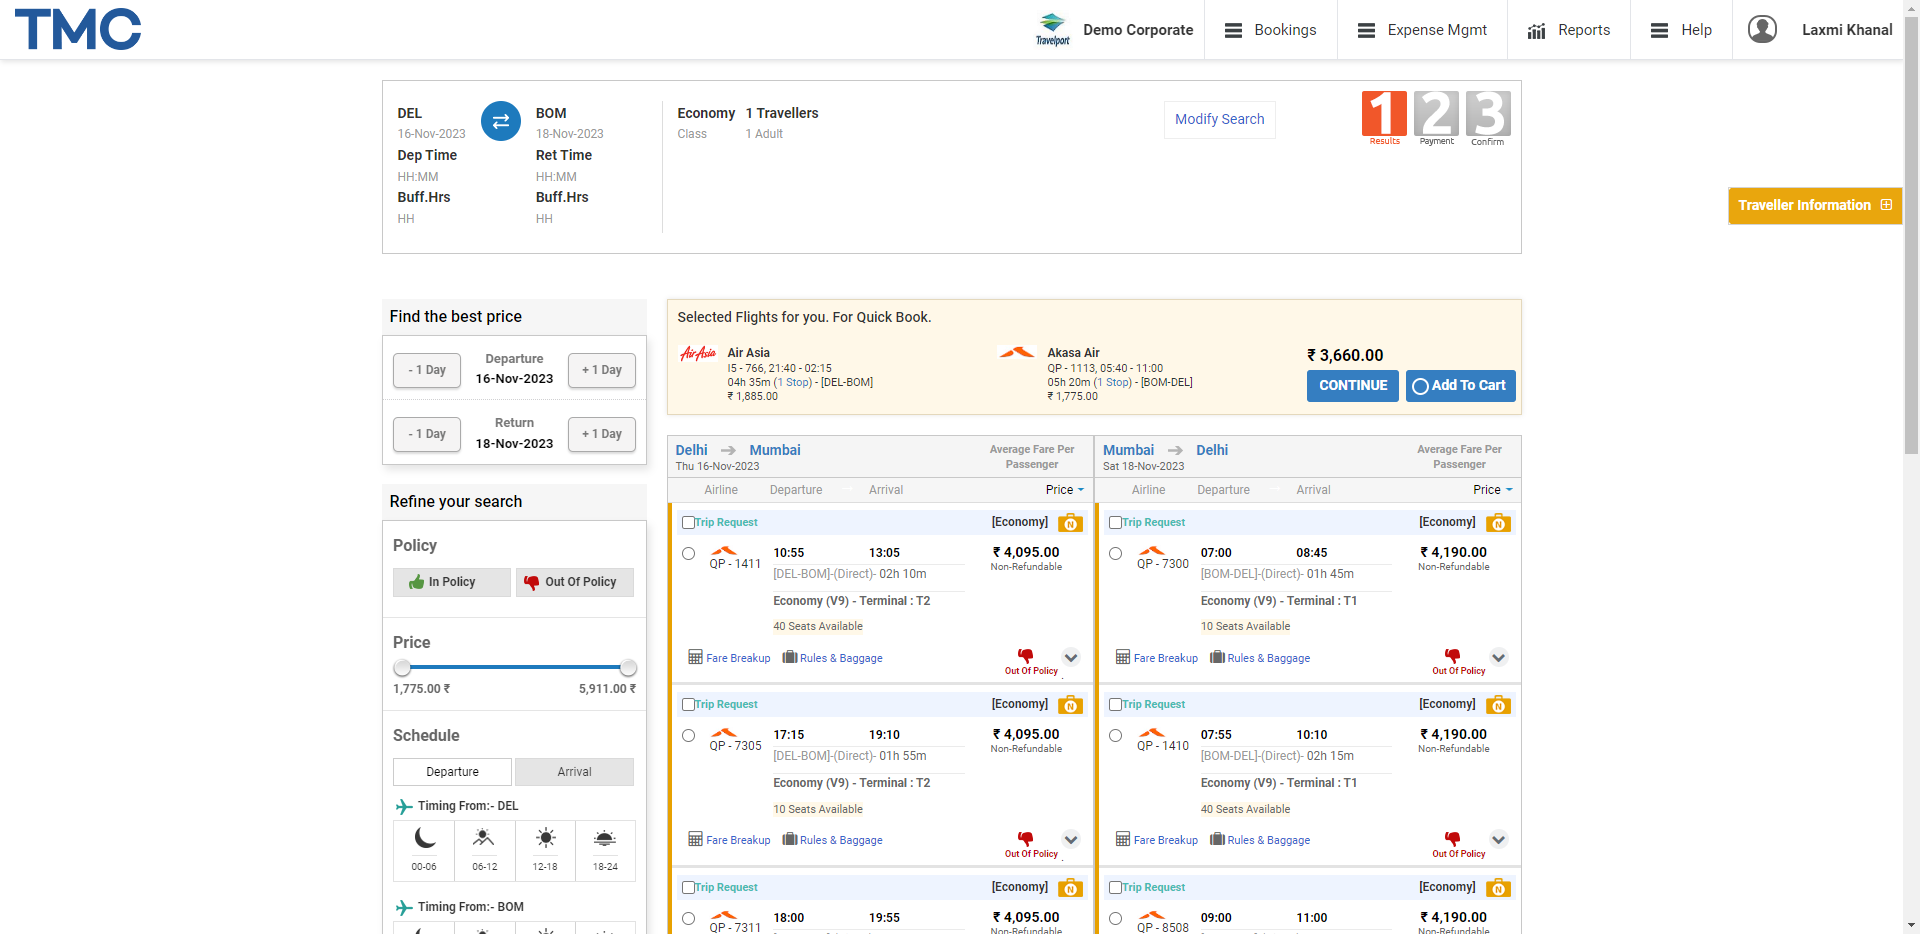 TMC
Travelport
Demo Corporate
Bookings
Expense Mgmt
Reports
Help
Laxmi Khanal
DEL
16-Nov-2023
Dep Time
HH:MM
Buff.Hrs
HH
BOM
18-Nov-2023
Ret Time
HH:MM
Buff.Hrs
HH
Economy
Class
1 Travellers
1 Adult
Modify Search
1 2 3
Results Payment Confirm
Traveller Information
Find the best price
- 1 Day
Departure
16-Nov-2023
+ 1 Day
- 1 Day
Return
18-Nov-2023
+ 1 Day
Refine your search
Policy
In Policy
Out Of Policy
Price
1,775.00 ₹
5,911.00 ₹
Schedule
Departure
Arrival
Timing From:- DEL
00-06
06-12
12-18
18-24
Timing From:- BOM
Selected Flights for you. For Quick Book.
AirAsia
Air Asia
I5 - 766, 21:40 - 02:15
04h 35m (1 Stop) - [DEL-BOM]
₹ 1,885.00
Akasa Air
QP - 1113, 05:40 - 11:00
05h 20m (1 Stop) - [BOM-DEL]
₹ 1,775.00
₹ 3,660.00
CONTINUE
Add To Cart
Delhi Mumbai
Thu 16-Nov-2023
Average Fare Per
Passenger
Airline Departure Arrival Price
Trip Request [Economy] N
QP - 1411 10:55 13:05 ₹ 4,095.00
Non-Refundable
[DEL-BOM]-(Direct)- 02h 10m
Economy (V9) - Terminal : T2
40 Seats Available
Fare Breakup Rules & Baggage
Out Of Policy
Trip Request [Economy] N
QP - 7305 17:15 19:10 ₹ 4,095.00
Non-Refundable
[DEL-BOM]-(Direct)- 01h 55m
Economy (V9) - Terminal : T2
10 Seats Available
Fare Breakup Rules & Baggage
Out Of Policy
Trip Request [Economy] N
QP - 7311 18:00 19:55 ₹ 4,095.00
Non-Refundable
Mumbai Delhi
Sat 18-Nov-2023
Average Fare Per
Passenger
Airline Departure Arrival Price
Trip Request [Economy] N
QP - 7300 07:00 08:45 ₹ 4,190.00
Non-Refundable
[BOM-DEL]-(Direct)- 01h 45m
Economy (V9) - Terminal : T1
10 Seats Available
Fare Breakup Rules & Baggage
Out Of Policy
Trip Request [Economy] N
QP - 1410 07:55 10:10 ₹ 4,190.00
Non-Refundable
[BOM-DEL]-(Direct)- 02h 15m
Economy (V9) - Terminal : T1
40 Seats Available
Fare Breakup Rules & Baggage
Out Of Policy
Trip Request [Economy] N
QP - 8508 09:00 11:00 ₹ 4,190.00
Non-Refundable